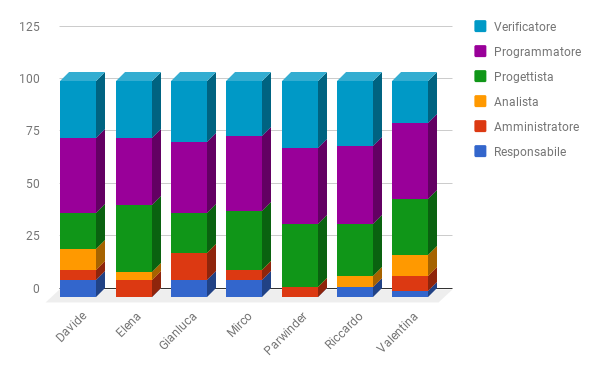 125
100
75
50
25
0
Verificatore
Programmatore
Progettista
Analista
Amministratore
Responsabile
Davide
Elena
Gianluca
Mirco
Parwinder
Riccardo
Valentina